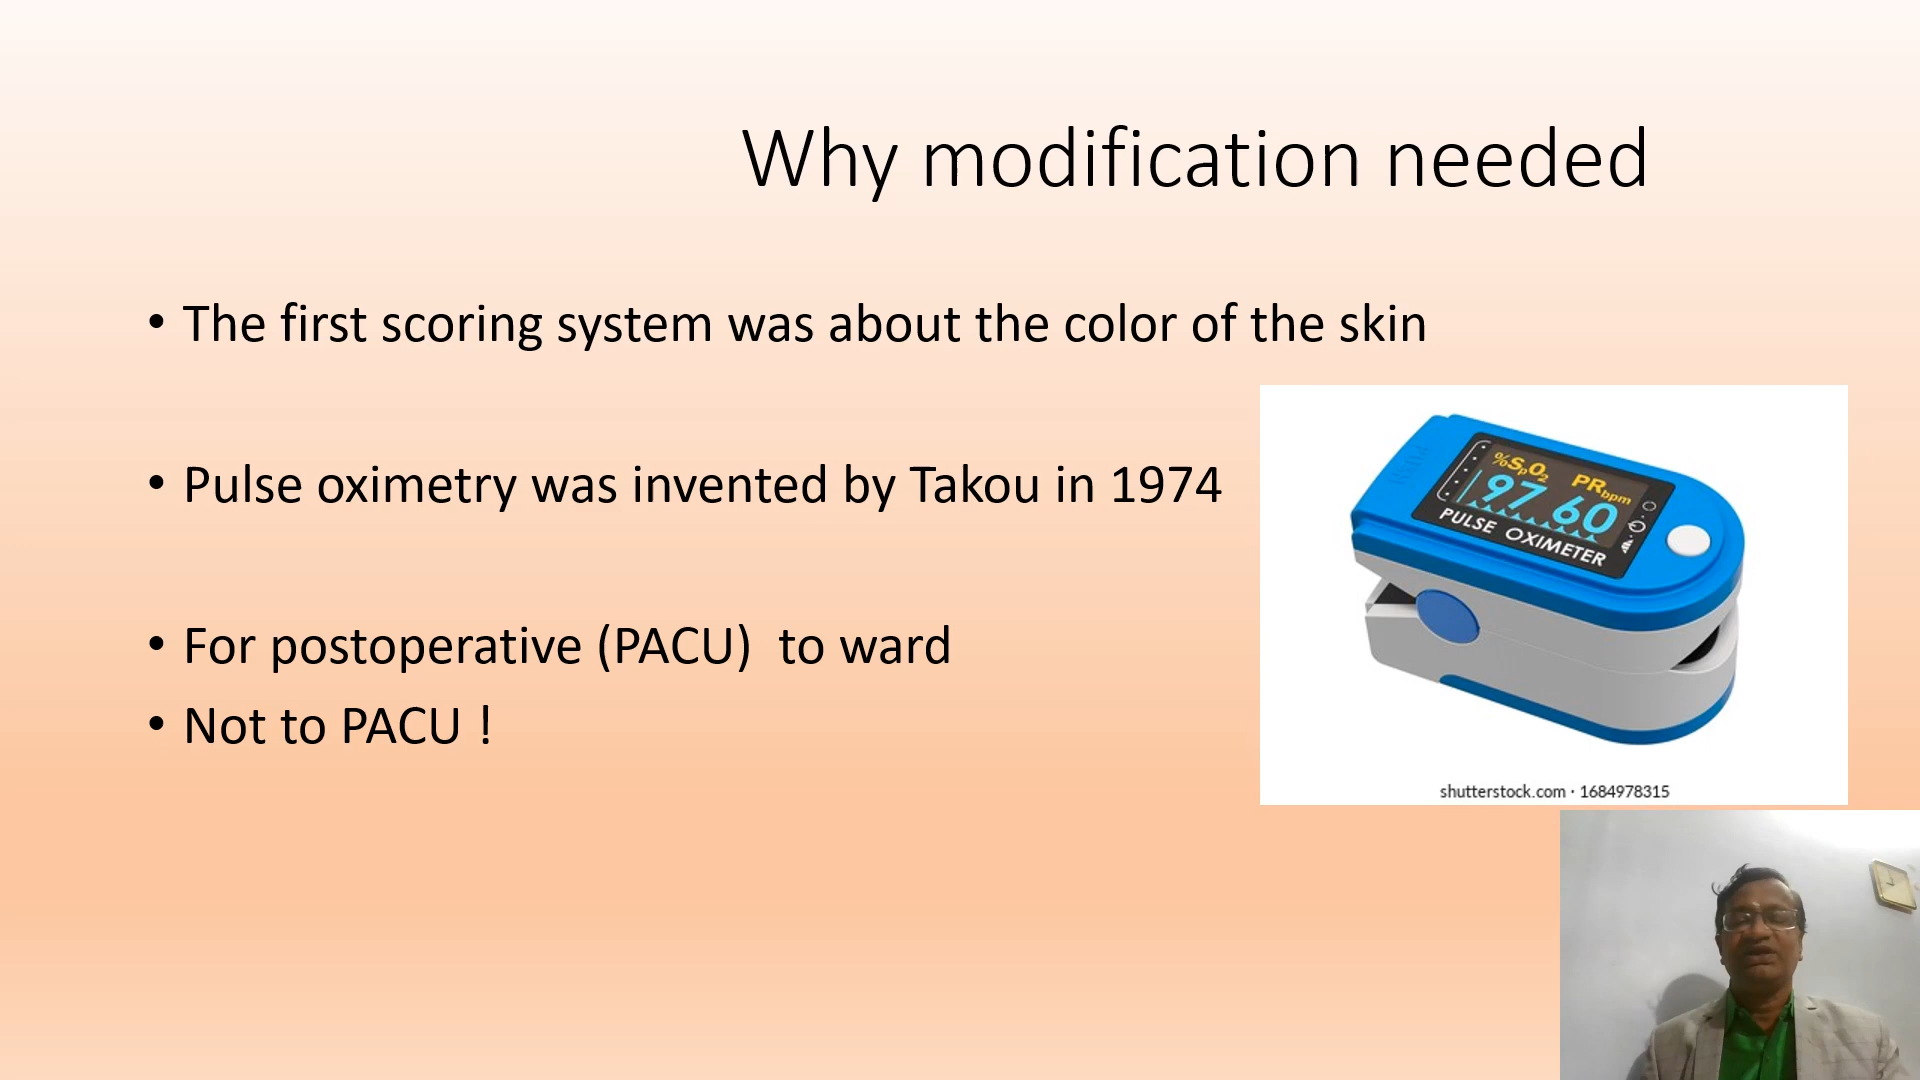 Why modification needed
• The first scoring system was about the color of the skin
• Pulse oximetry was invented by Takou in 1974
• For postoperative (PACU)  to ward
• Not to PACU !
%SpO2 PRbpm
97 60
PULSE OXIMETER
shutterstock.com · 1684978315